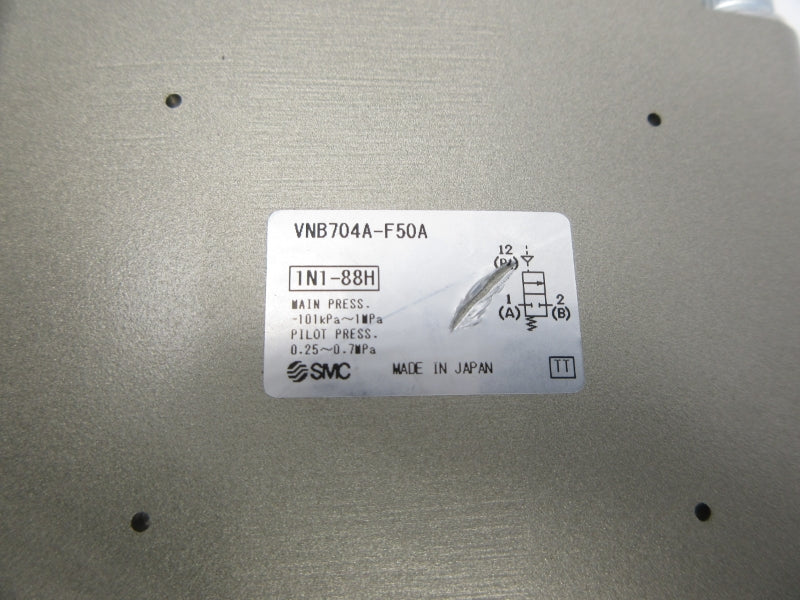 VNB704A-F50A
1N1-88H
MAIN PRESS.
-101kPa~1MPa
PILOT PRESS.
0.25~0.7MPa
SMC
MADE IN JAPAN
TT
12
1 2
(A) (B)